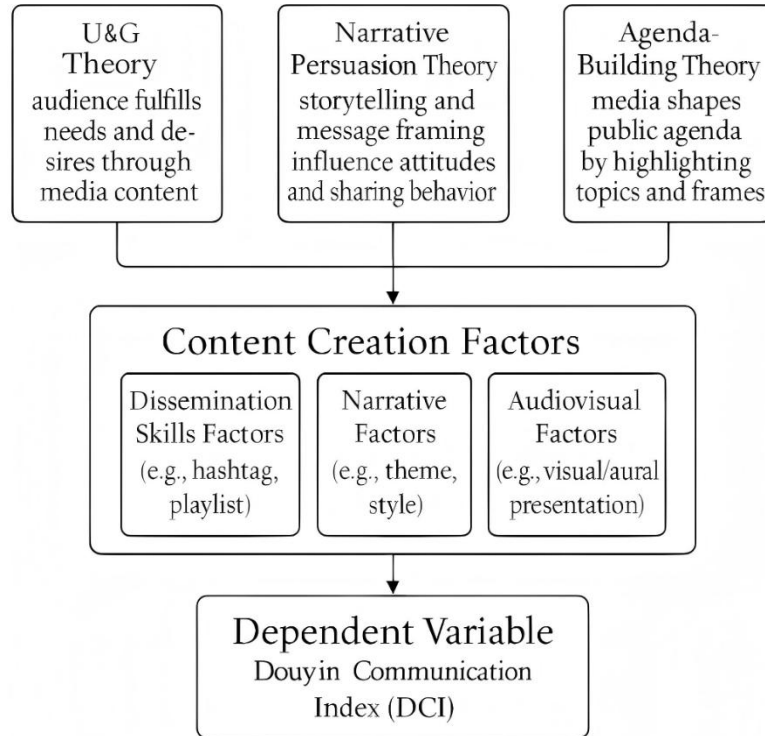 U&G
Theory
audience fulfills
needs and de-
sires through
media content
Narrative
Persuasion Theory
storytelling and
message framing
influence attitudes
and sharing behavior
Agenda-
Building Theory
media shapes
public agenda
by highlighting
topics and frames
Content Creation Factors
Dissemination
Skills Factors
(e.g., hashtag,
playlist)
Narrative
Factors
(e.g., theme,
style)
Audiovisual
Factors
(e.g., visual/aural
presentation)
Dependent Variable
Douyin Communication
Index (DCI)